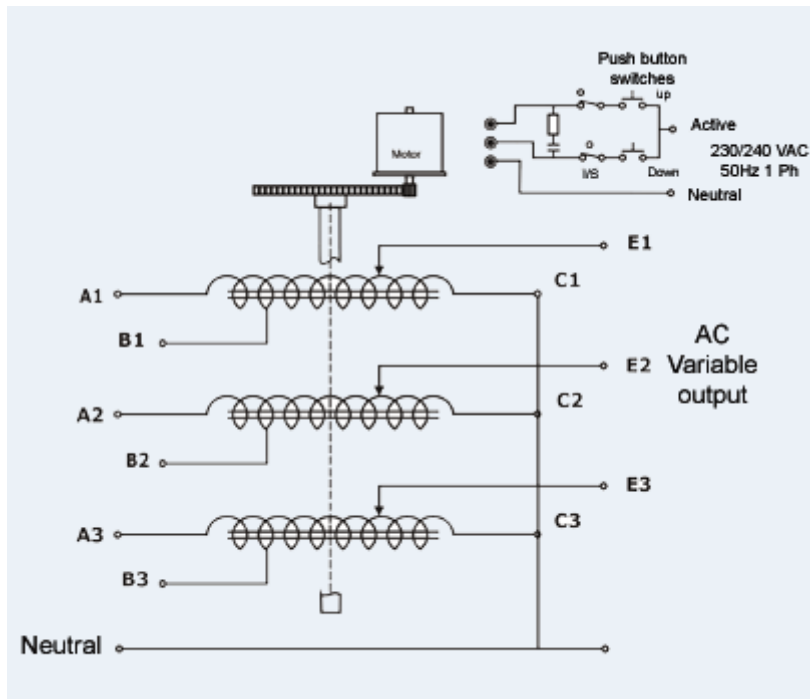 Push button
switches
up
Active
Motor
230/240 VAC
50Hz 1 Ph
I/S
Down
Neutral
E1
A1
C1
B1
AC
Variable
output
E2
A2
C2
B2
E3
A3
C3
B3
Neutral